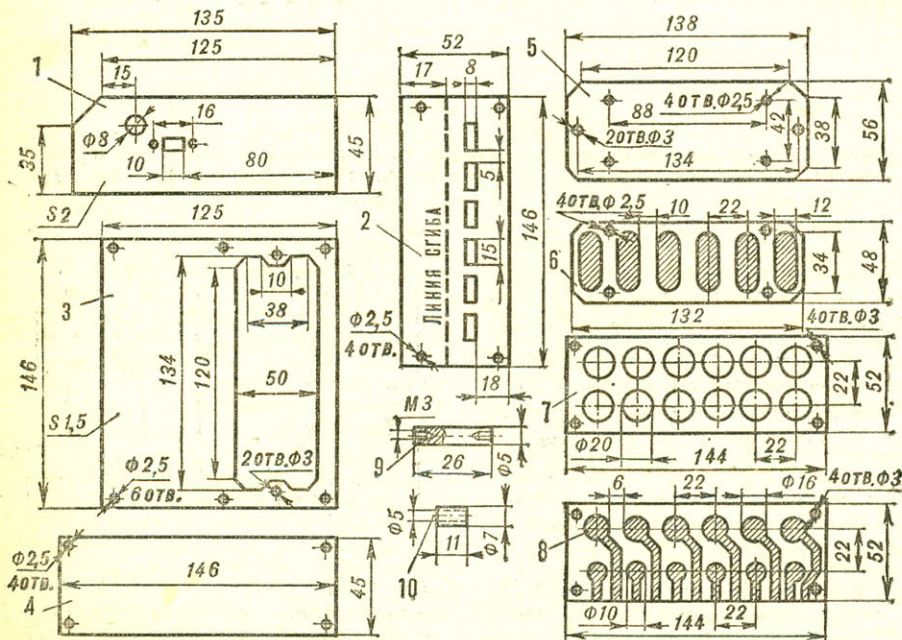 135
125
15
1
16
Ф8
10
80
35
45
S2
52
17
8
5
2
15
146
ЛИНИЯ СГИБА
Ф2,5
4 ОТВ.
18
138
120
5
4 ОТВ. Ф2,5
88
42
38
56
2 ОТВ. Ф3
134
125
3
10
38
134
120
146
50
S1,5
2 ОТВ. Ф3
Ф2,5
6 ОТВ.
4 ОТВ. Ф 2,5
10
22
12
6
34
48
132
4 ОТВ. Ф3
7
22
52
Ф20
22
144
М3
9
26
Ф5
Ф5
11
Ф7
10
6
22
Ф16
4 ОТВ. Ф3
8
22
52
Ф10
144
22
Ф2,5
4 ОТВ.
4
146
45